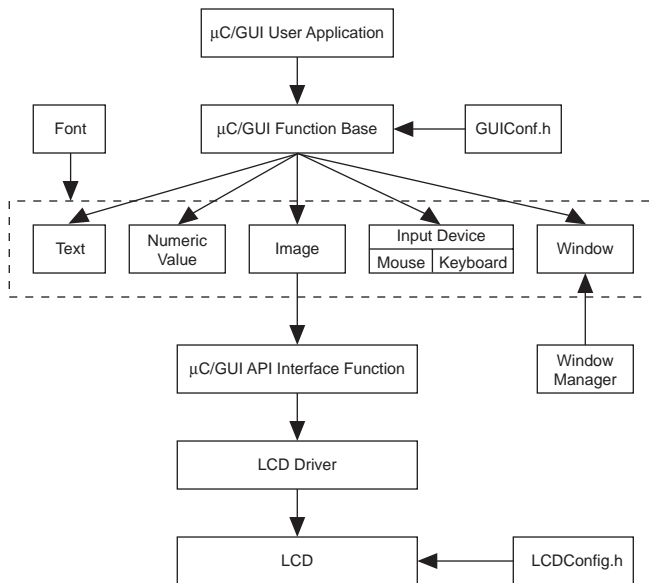 μC/GUI User Application
Font
μC/GUI Function Base
GUIConf.h
Text
Numeric
Value
Image
Input Device
Mouse
Keyboard
Window
μC/GUI API Interface Function
Window
Manager
LCD Driver
LCD
LCDConfig.h